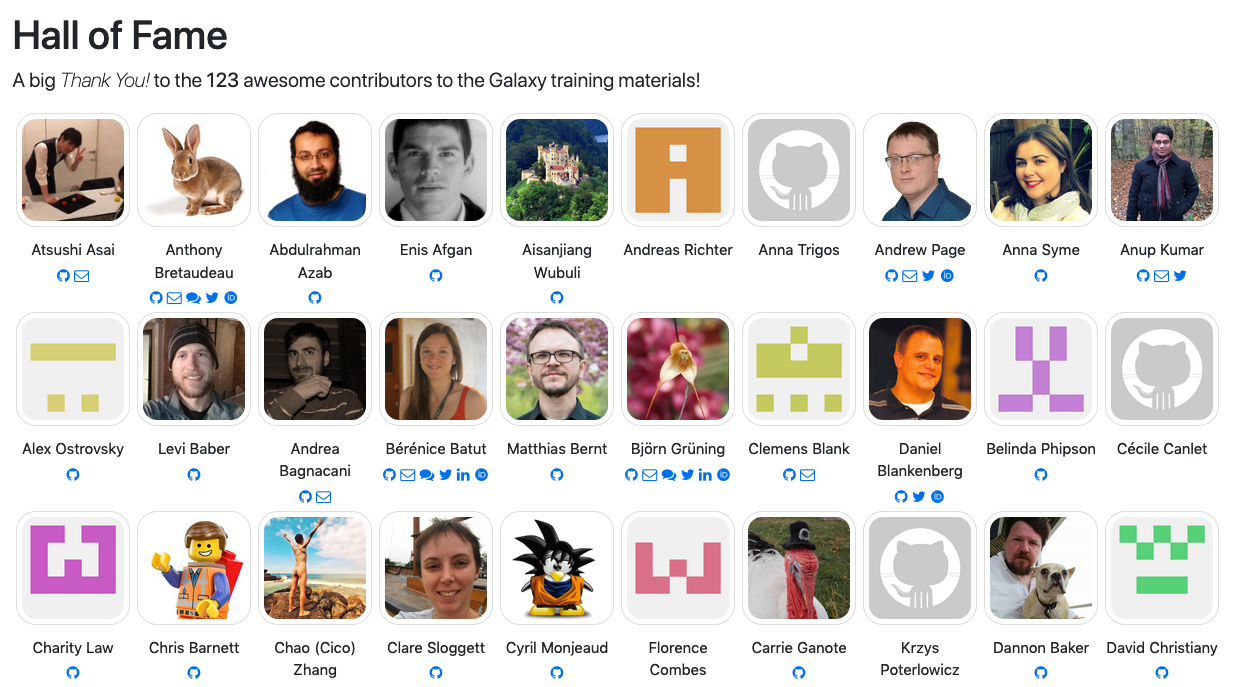 Hall of Fame
A big Thank You! to the 123 awesome contributors to the Galaxy training materials!
Atsushi Asai
Anthony
Bretaudeau
Abdulrahman
Azab
Enis Afgan
Aisanjiang
Wubuli
Andreas Richter
Anna Trigos
Andrew Page
Anna Syme
Anup Kumar
Alex Ostrovsky
Levi Baber
Andrea
Bagnacani
Bérénice Batut
Matthias Bernt
Björn Grüning
Clemens Blank
Daniel
Blankenberg
Belinda Phipson
Cécile Canlet
Charity Law
Chris Barnett
Chao (Cico)
Zhang
Clare Sloggett
Cyril Monjeaud
Florence
Combes
Carrie Ganote
Krzys
Poterlowicz
Dannon Baker
David Christiany